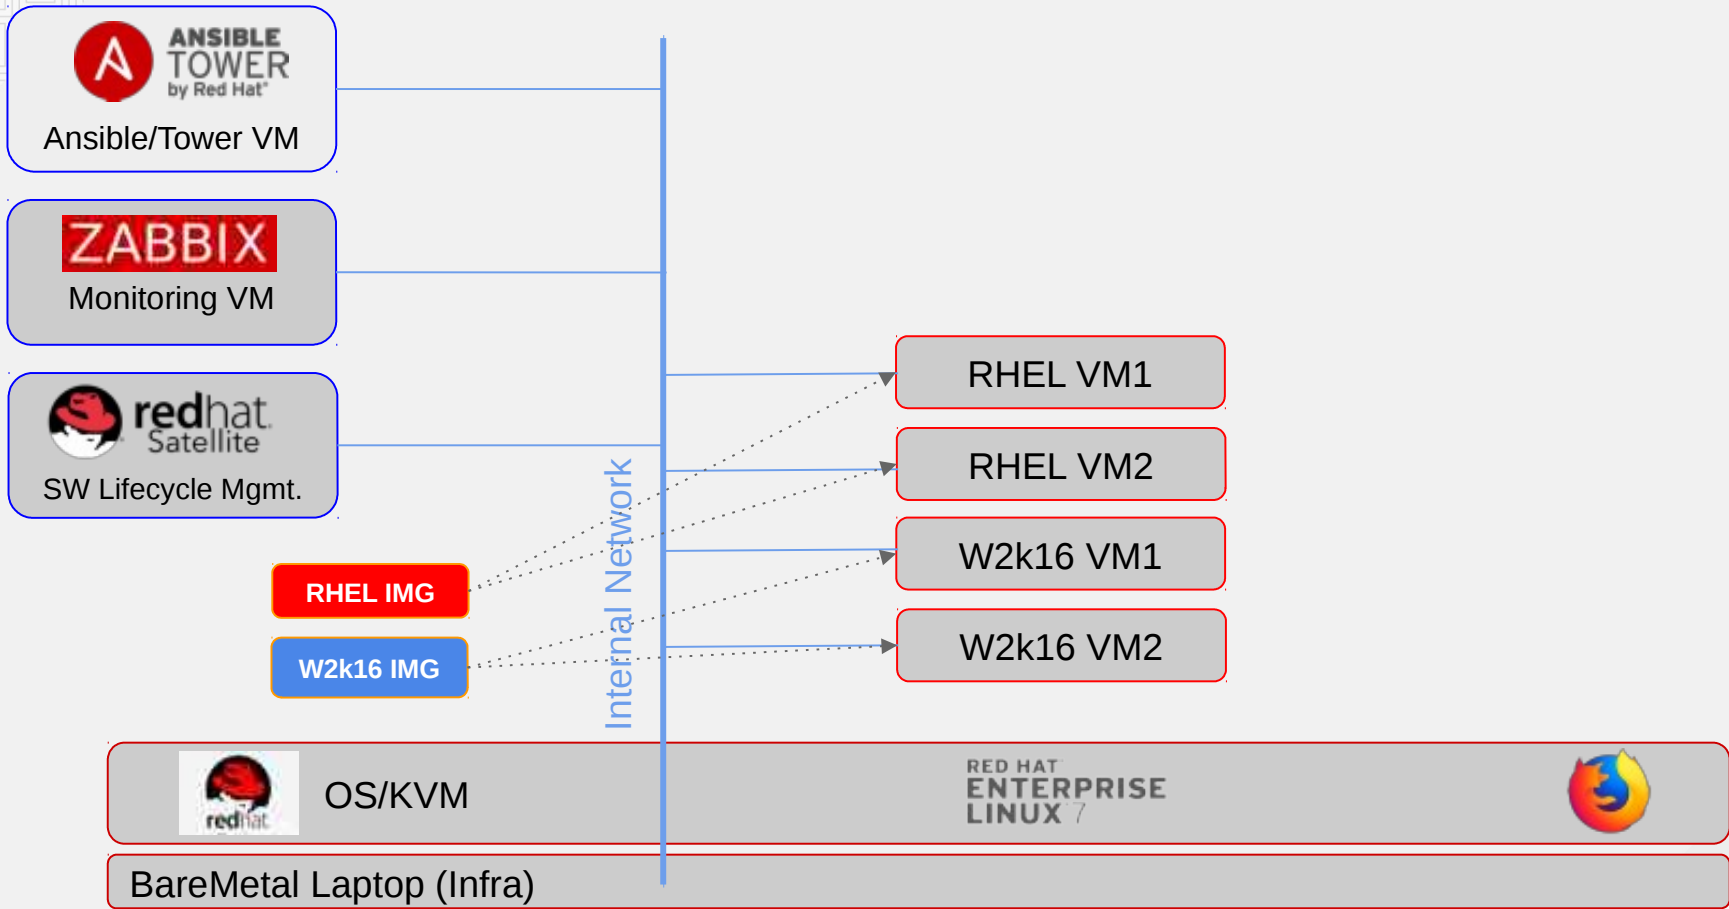 ANSIBLE
TOWER
by Red Hat®
Ansible/Tower VM
ZABBIX
Monitoring VM
redhat.
Satellite
SW Lifecycle Mgmt.
RHEL IMG
W2k16 IMG
Internal Network
RHEL VM1
RHEL VM2
W2k16 VM1
W2k16 VM2
redhat
OS/KVM
RED HAT
ENTERPRISE
LINUX 7
BareMetal Laptop (Infra)